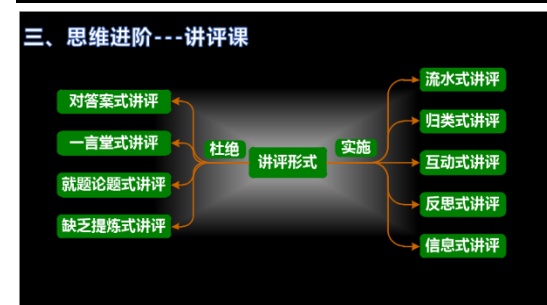 三、思维进阶---讲评课
对答案式讲评
一言堂式讲评
就题论题式讲评
缺乏提炼式讲评
杜绝
讲评形式
实施
流水式讲评
归类式讲评
互动式讲评
反思式讲评
信息式讲评